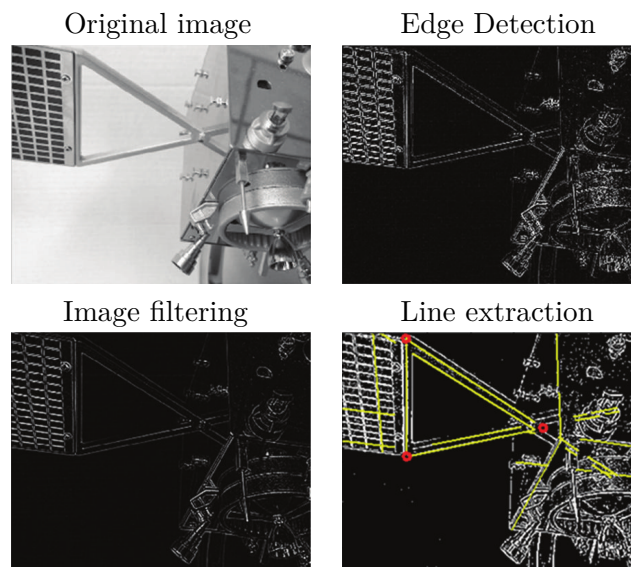 Original image
Edge Detection
Image filtering
Line extraction